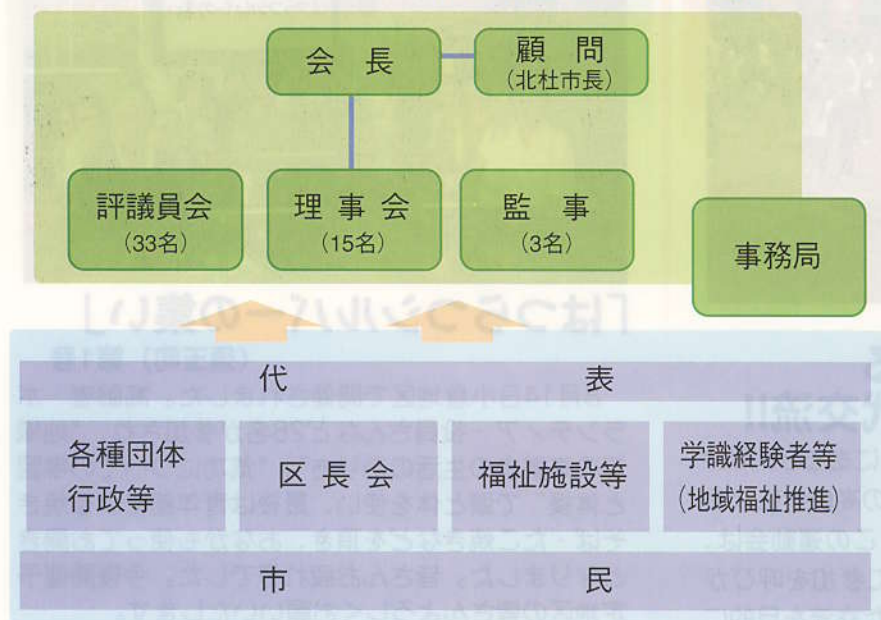 会長
顧問
(北杜市長)
評議員会
(33名)
理事会
(15名)
監事
(3名)
事務局
代表
各種団体
行政等
区長会
福祉施設等
学識経験者等
(地域福祉推進)
市民